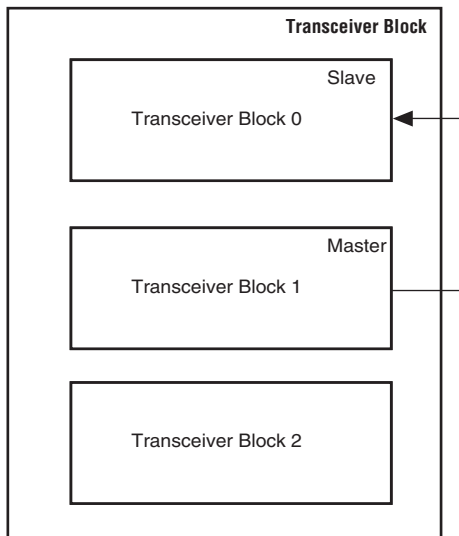 Transceiver Block
Slave
Transceiver Block 0
Master
Transceiver Block 1
Transceiver Block 2